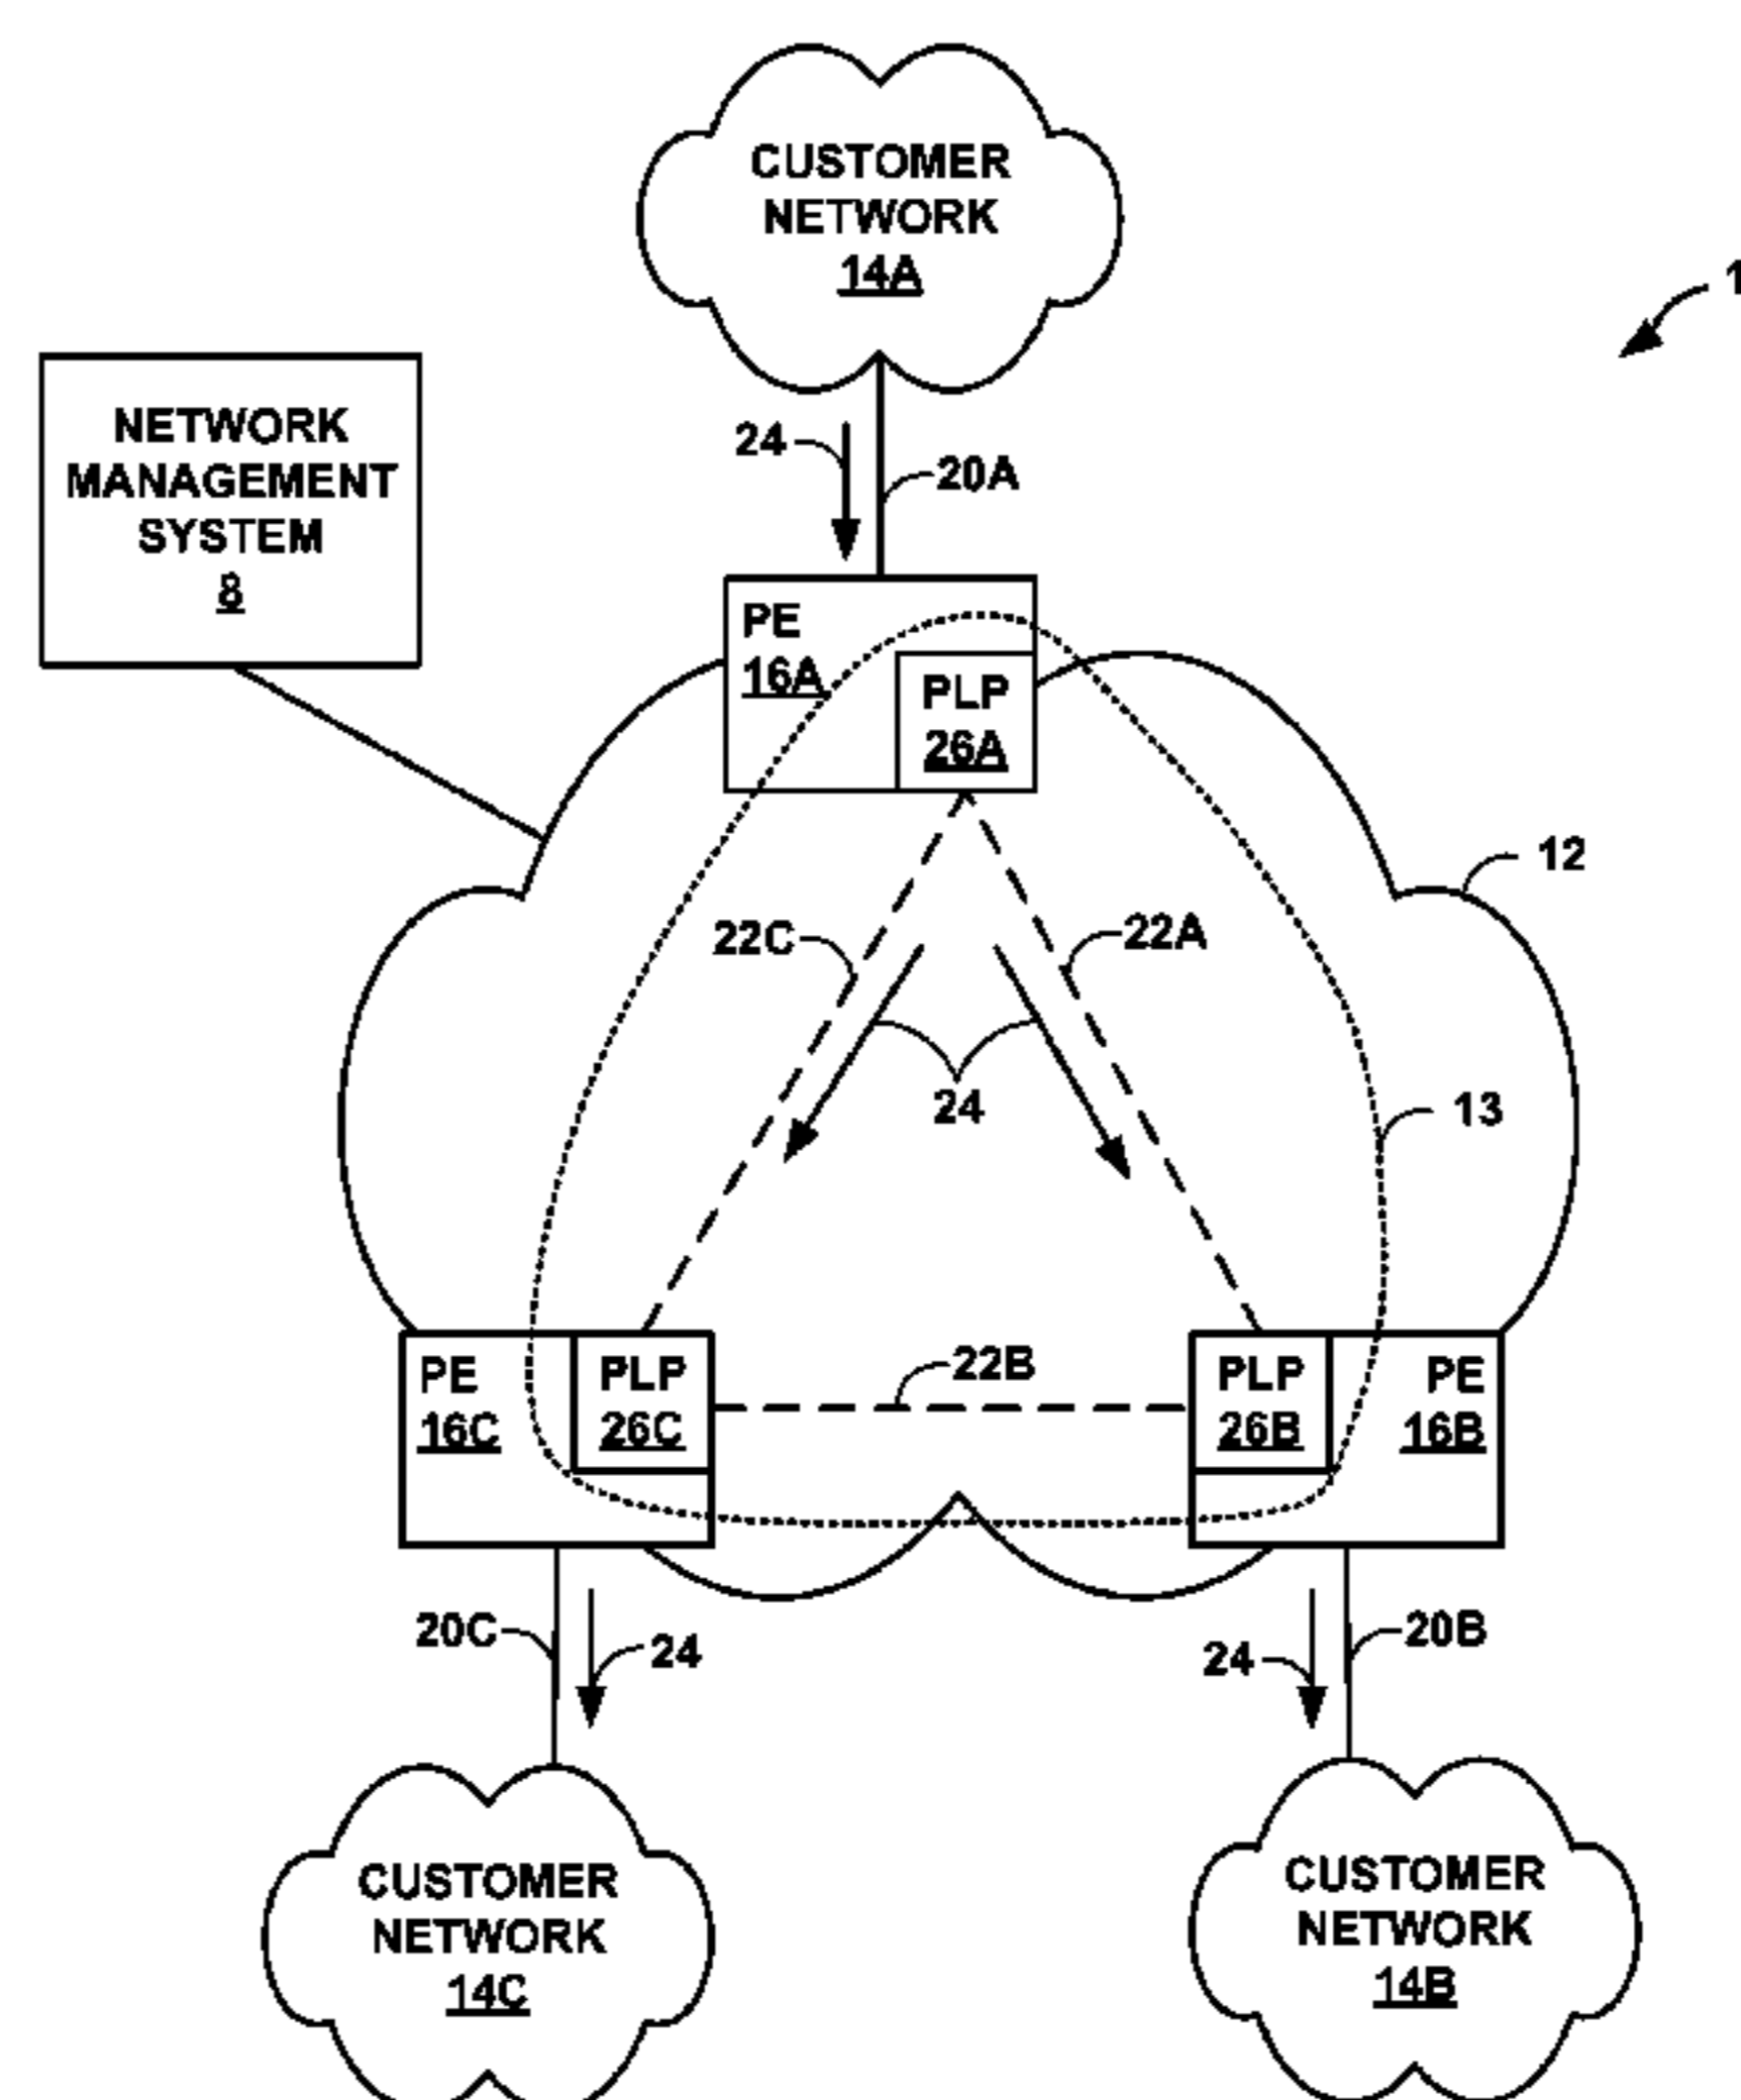 CUSTOMER
NETWORK
14A
NETWORK
MANAGEMENT
SYSTEM
8
24
20A
PE
16A
PLP
26A
12
22C
22A
24
13
PE
16C
PLP
26C
22B
PLP
26B
PE
16B
20C
24
24
20B
CUSTOMER
NETWORK
14C
CUSTOMER
NETWORK
14B